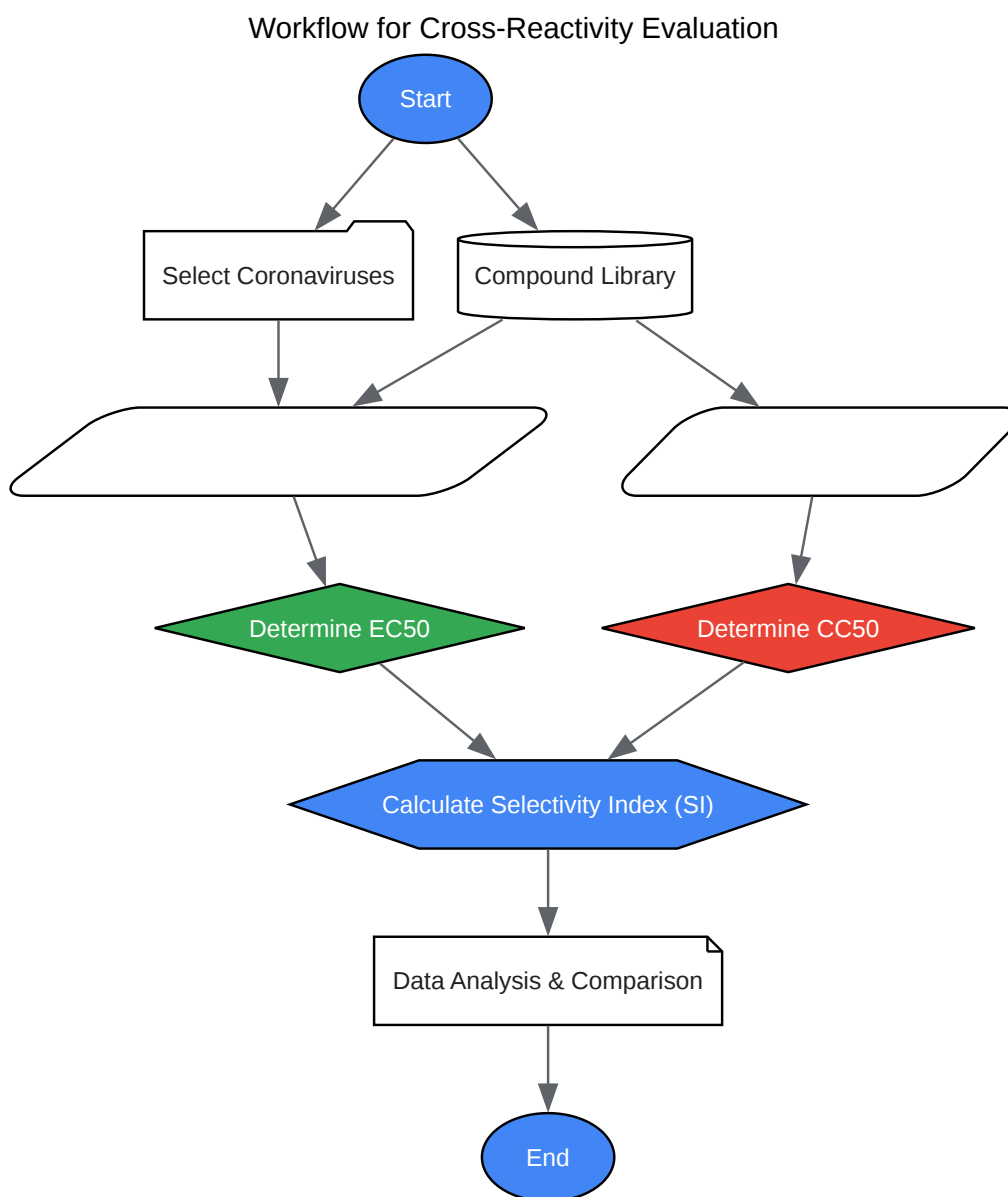 Workflow for Cross-Reactivity Evaluation
Start
Select Coronaviruses
Compound Library
Determine EC50
Determine CC50
Calculate Selectivity Index (SI)
Data Analysis & Comparison
End